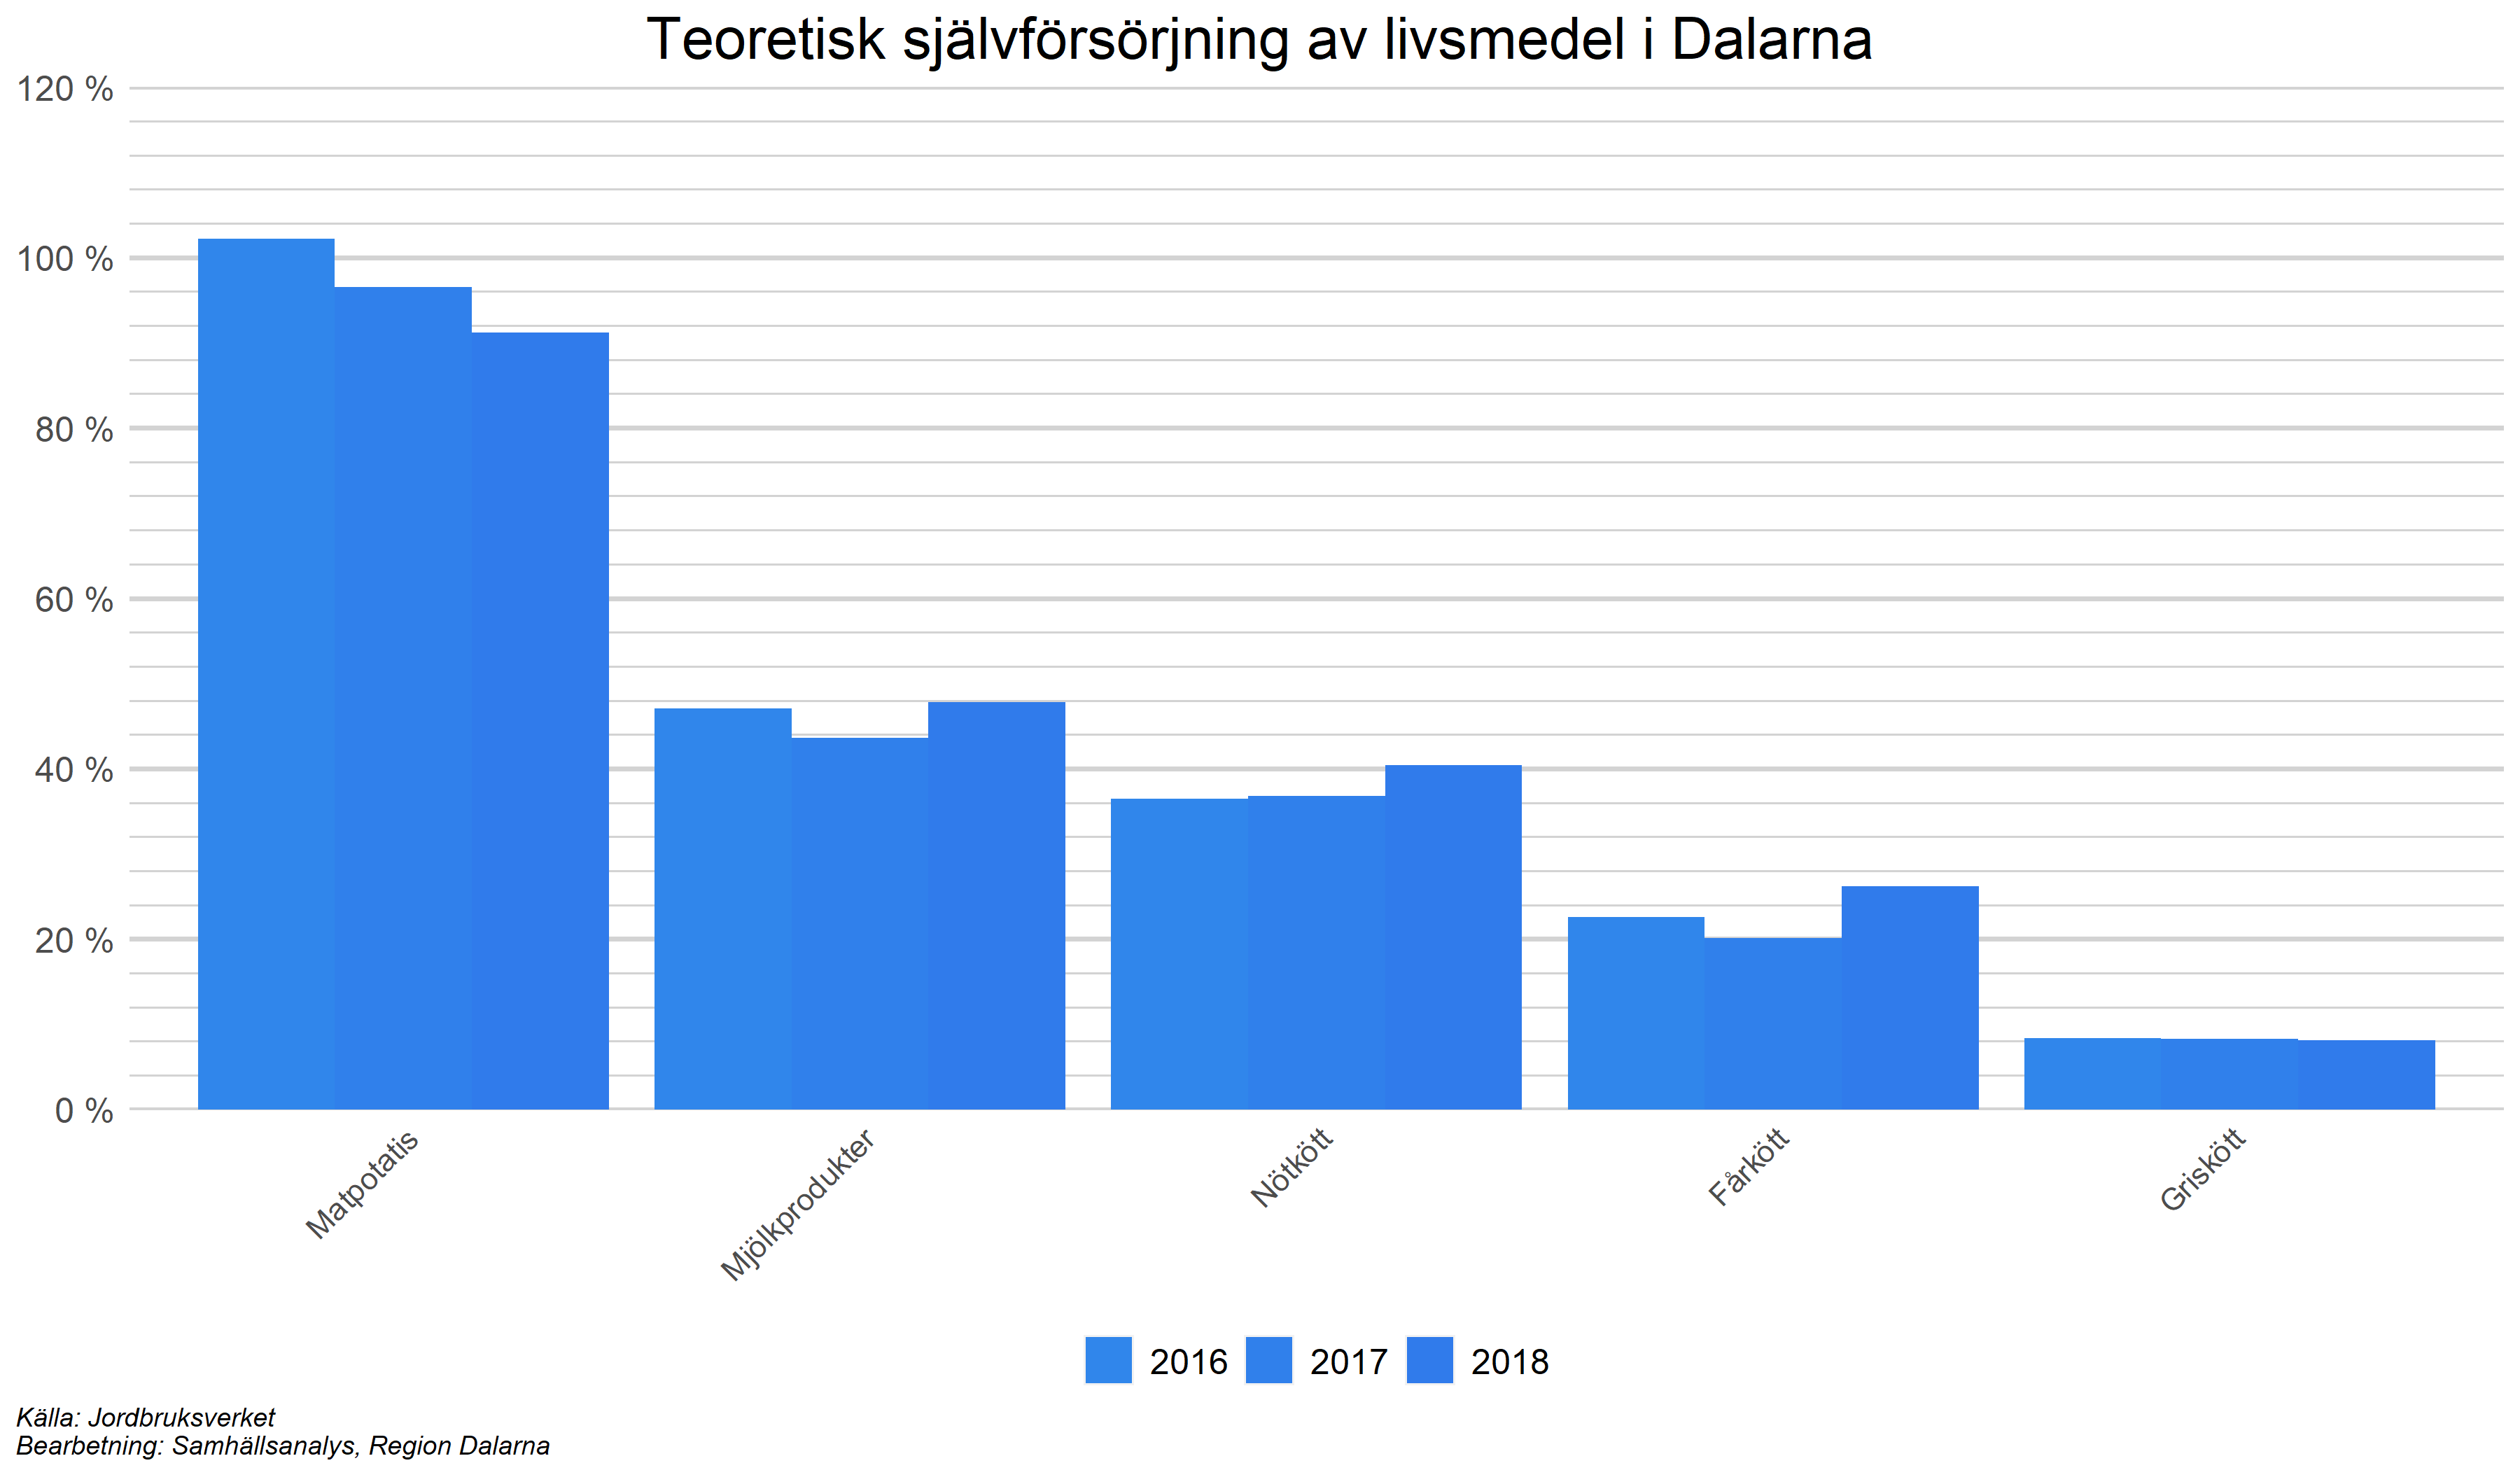 Teoretisk självförsörjning av livsmedel i Dalarna
120 %
100 %
80 %
60 %
40 %
20 %
0 %
Matpotatis
Mjölkprodukter
Nötkött
Fårkött
Griskött
2016
2017
2018
Källa: Jordbruksverket
Bearbetning: Samhällsanalys, Region Dalarna